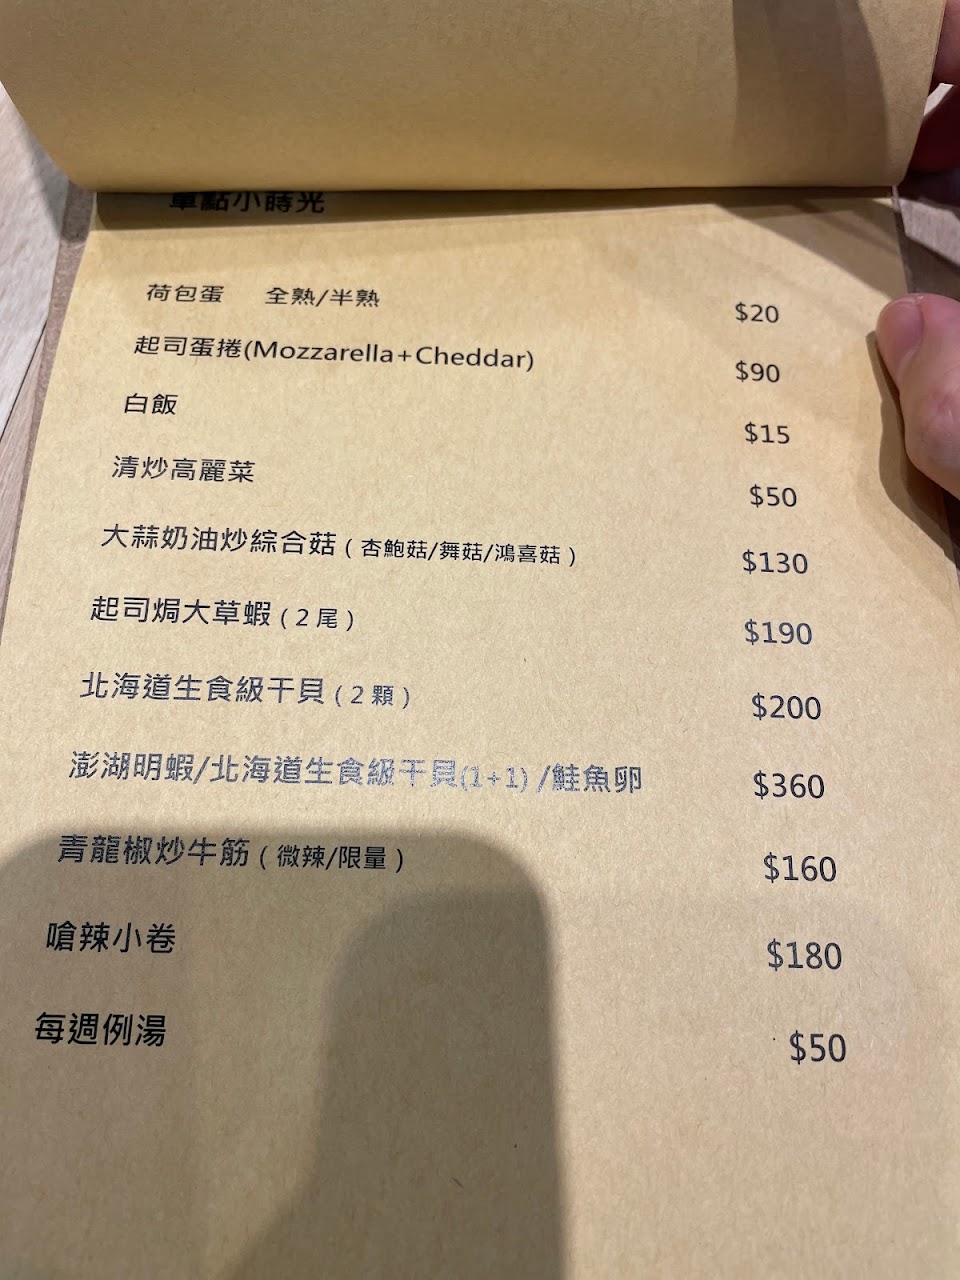 單點小蒔光
荷包蛋 全熟/半熟 $20
起司蛋捲(Mozzarella+Cheddar) $90
白飯 $15
清炒高麗菜 $50
大蒜奶油炒綜合菇(杏鮑菇/舞菇/鴻喜菇) $130
起司焗大草蝦(2尾) $190
北海道生食級干貝(2顆) $200
澎湖明蝦/北海道生食級干貝(1+1) /鮭魚卵 $360
青龍椒炒牛筋(微辣/限量) $160
嗆辣小卷 $180
每週例湯 $50